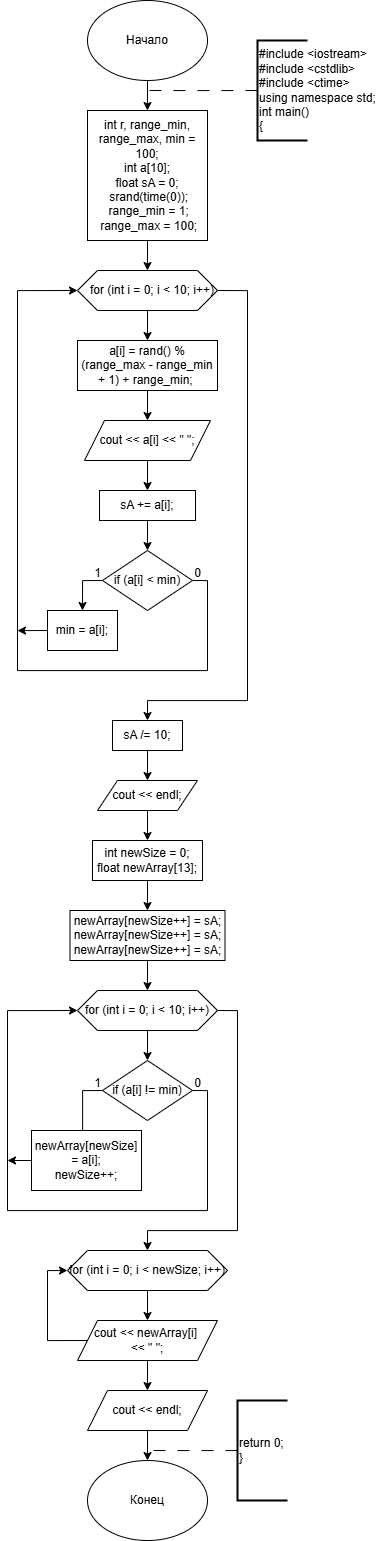 Начало
#include <iostream>
#include <cstdlib>
#include <ctime>
using namespace std;
int main()
{
int r, range_min,
range_max, min =
100;
int a[10];
float sA = 0;
srand(time(0));
range_min = 1;
range_max = 100;
for (int i = 0; i < 10; i++)
a[i] = rand() %
(range_max - range_min
+ 1) + range_min;
cout << a[i] << " ";
sA += a[i];
if (a[i] < min)
1
0
min = a[i];
sA /= 10;
cout << endl;
int newSize = 0;
float newArray[13];
newArray[newSize++] = sA;
newArray[newSize++] = sA;
newArray[newSize++] = sA;
for (int i = 0; i < 10; i++)
if (a[i] != min)
1
0
newArray[newSize]
= a[i];
newSize++;
for (int i = 0; i < newSize; i++)
cout << newArray[i]
<< " ";
cout << endl;
return 0;
}
Конец